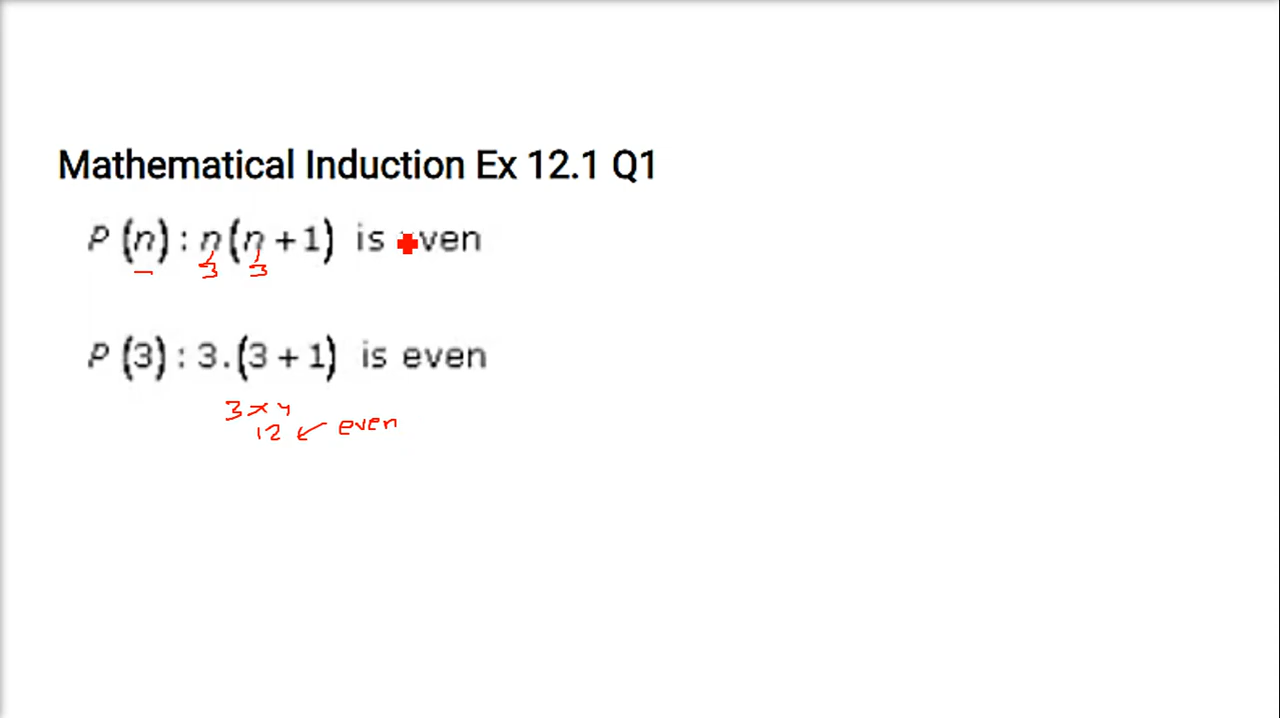 Mathematical Induction Ex 12.1 Q1
P(n) : n(n+1) is even
3 3
P(3) : 3.(3+1) is even
3×4
12 ← even